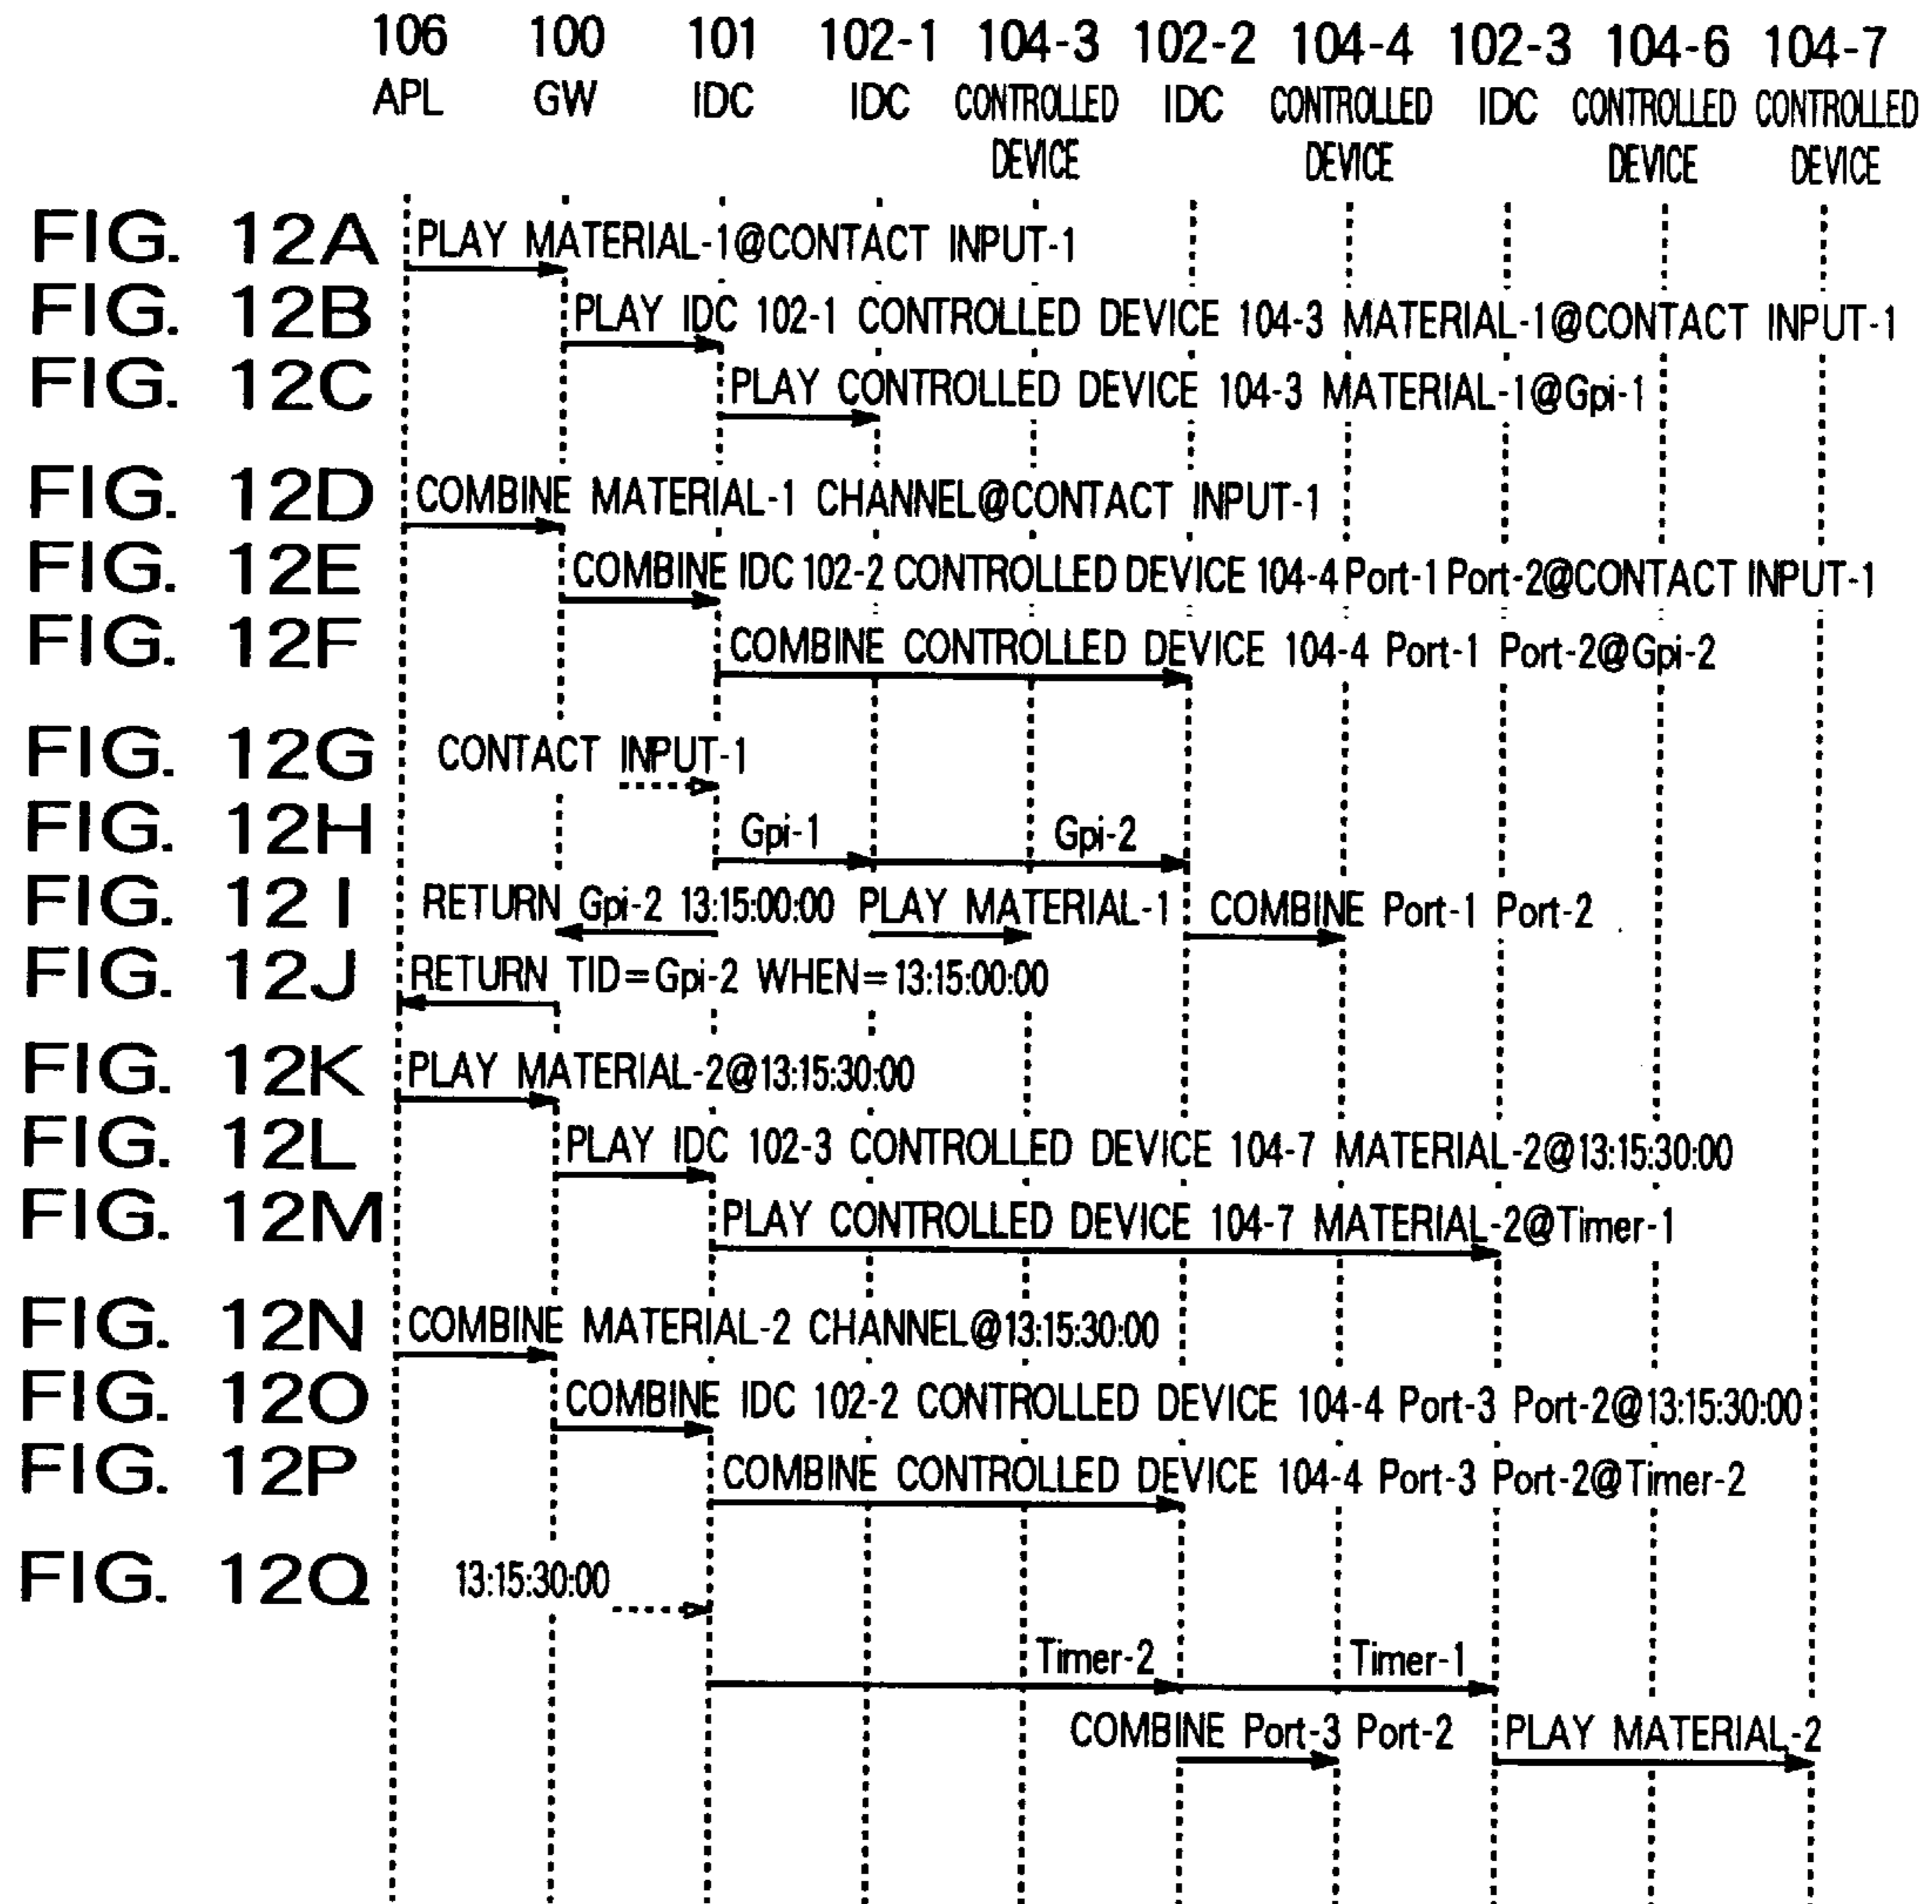 106 100 101 102-1 104-3 102-2 104-4 102-3 104-6 104-7
APL GW IDC IDC CONTROLLED IDC CONTROLLED IDC CONTROLLED CONTROLLED
DEVICE DEVICE DEVICE DEVICE
FIG. 12A PLAY MATERIAL-1@CONTACT INPUT-1
FIG. 12B PLAY IDC 102-1 CONTROLLED DEVICE 104-3 MATERIAL-1@CONTACT INPUT-1
FIG. 12C PLAY CONTROLLED DEVICE 104-3 MATERIAL-1@Gpi-1
FIG. 12D COMBINE MATERIAL-1 CHANNEL@CONTACT INPUT-1
FIG. 12E COMBINE IDC 102-2 CONTROLLED DEVICE 104-4 Port-1 Port-2@CONTACT INPUT-1
FIG. 12F COMBINE CONTROLLED DEVICE 104-4 Port-1 Port-2@Gpi-2
FIG. 12G CONTACT INPUT-1
FIG. 12H Gpi-1 Gpi-2
FIG. 12I RETURN Gpi-2 13:15:00:00 PLAY MATERIAL-1 COMBINE Port-1 Port-2
FIG. 12J RETURN TID=Gpi-2 WHEN=13:15:00:00
FIG. 12K PLAY MATERIAL-2@13:15:30:00
FIG. 12L PLAY IDC 102-3 CONTROLLED DEVICE 104-7 MATERIAL-2@13:15:30:00
FIG. 12M PLAY CONTROLLED DEVICE 104-7 MATERIAL-2@Timer-1
FIG. 12N COMBINE MATERIAL-2 CHANNEL@13:15:30:00
FIG. 12O COMBINE IDC 102-2 CONTROLLED DEVICE 104-4 Port-3 Port-2@13:15:30:00
FIG. 12P COMBINE CONTROLLED DEVICE 104-4 Port-3 Port-2@Timer-2
FIG. 12Q 13:15:30:00
Timer-2 Timer-1
COMBINE Port-3 Port-2 PLAY MATERIAL-2